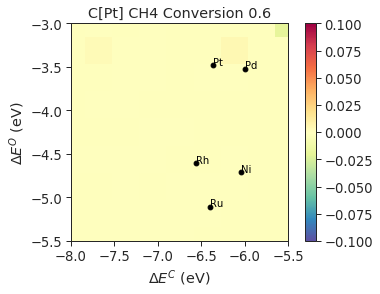 C[Pt] CH4 Conversion 0.6
−3.0
−3.5
−4.0
−4.5
−5.0
−5.5
ΔE^O (eV)
Pt
Pd
Rh
Ni
Ru
−8.0 −7.5 −7.0 −6.5 −6.0 −5.5
ΔE^C (eV)
0.100
0.075
0.050
0.025
0.000
−0.025
−0.050
−0.075
−0.100